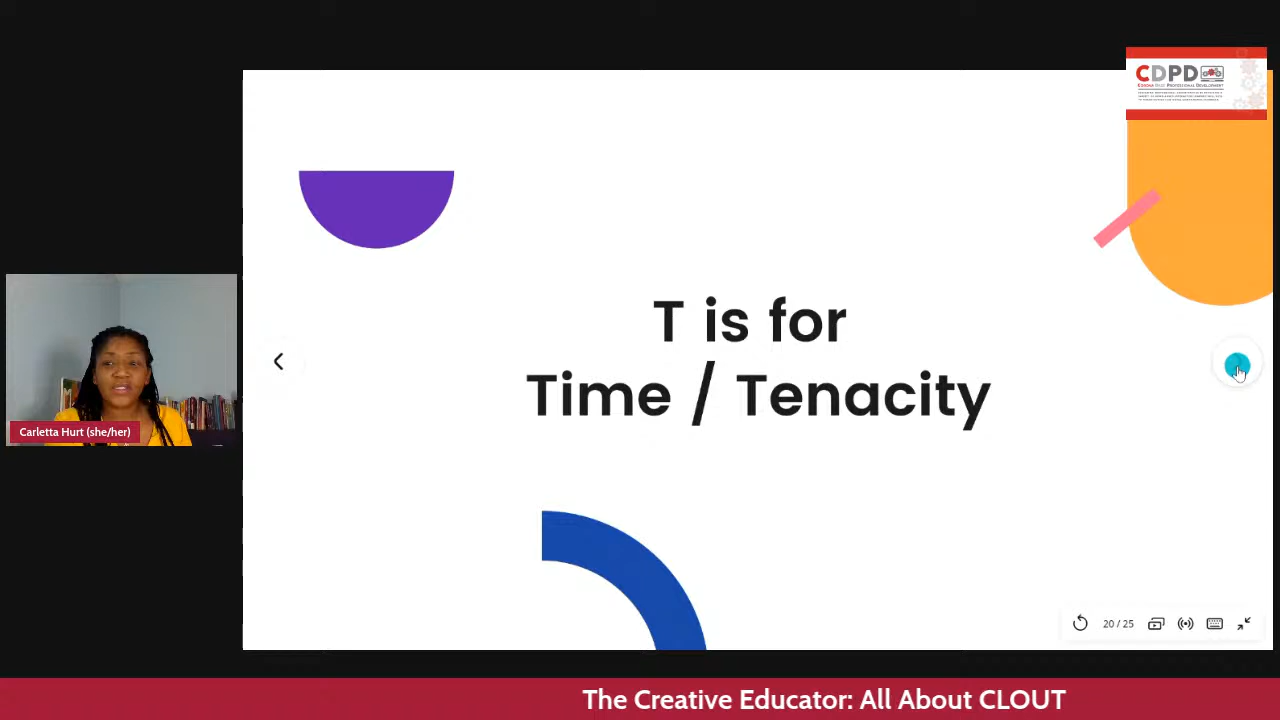 CDPD
T is for
Time / Tenacity
Carletta Hurt (she/her)
20 / 25
The Creative Educator: All About CLOUT